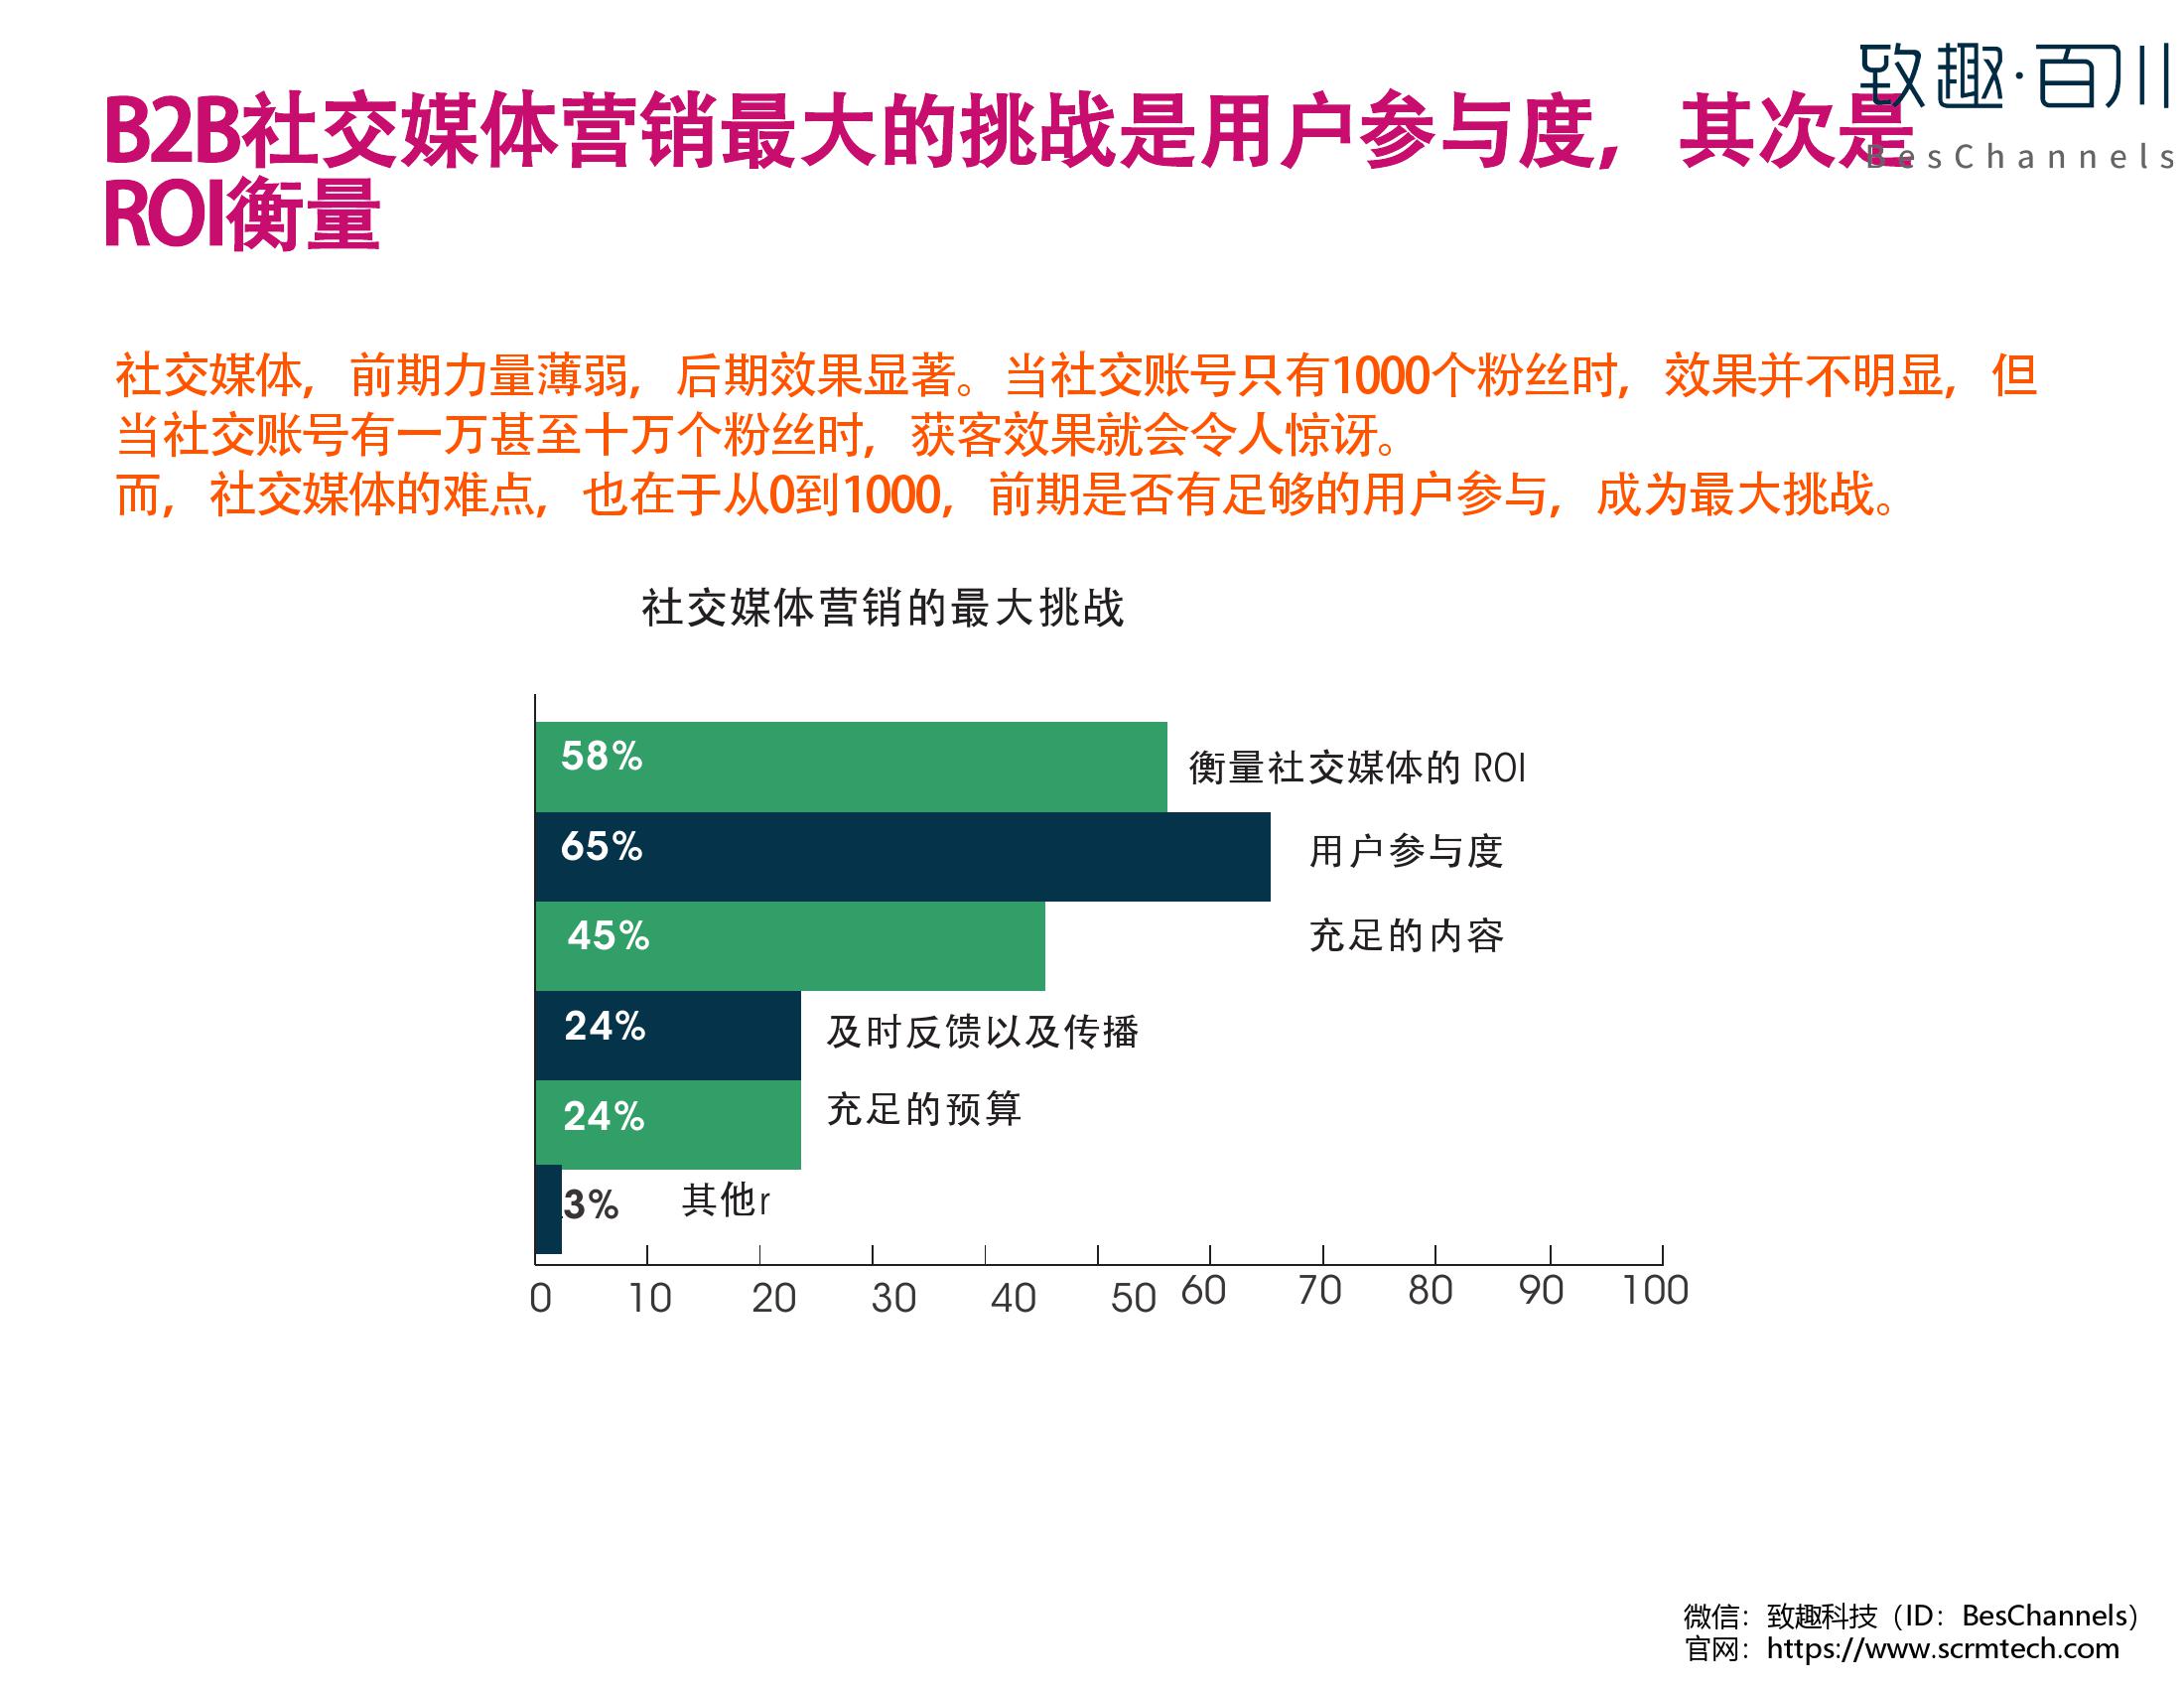 致趣·百川
BesChannels
B2B社交媒体营销最大的挑战是用户参与度，其次是
ROI衡量
社交媒体，前期力量薄弱，后期效果显著。当社交账号只有1000个粉丝时，效果并不明显，但
当社交账号有一万甚至十万个粉丝时，获客效果就会令人惊讶。
而，社交媒体的难点，也在于从0到1000，前期是否有足够的用户参与，成为最大挑战。
社交媒体营销的最大挑战
58% 衡量社交媒体的 ROI
65% 用户参与度
45% 充足的内容
24% 及时反馈以及传播
24% 充足的预算
3% 其他r
0 10 20 30 40 50 60 70 80 90 100
微信：致趣科技（ID：BesChannels）
官网：https://www.scrmtech.com